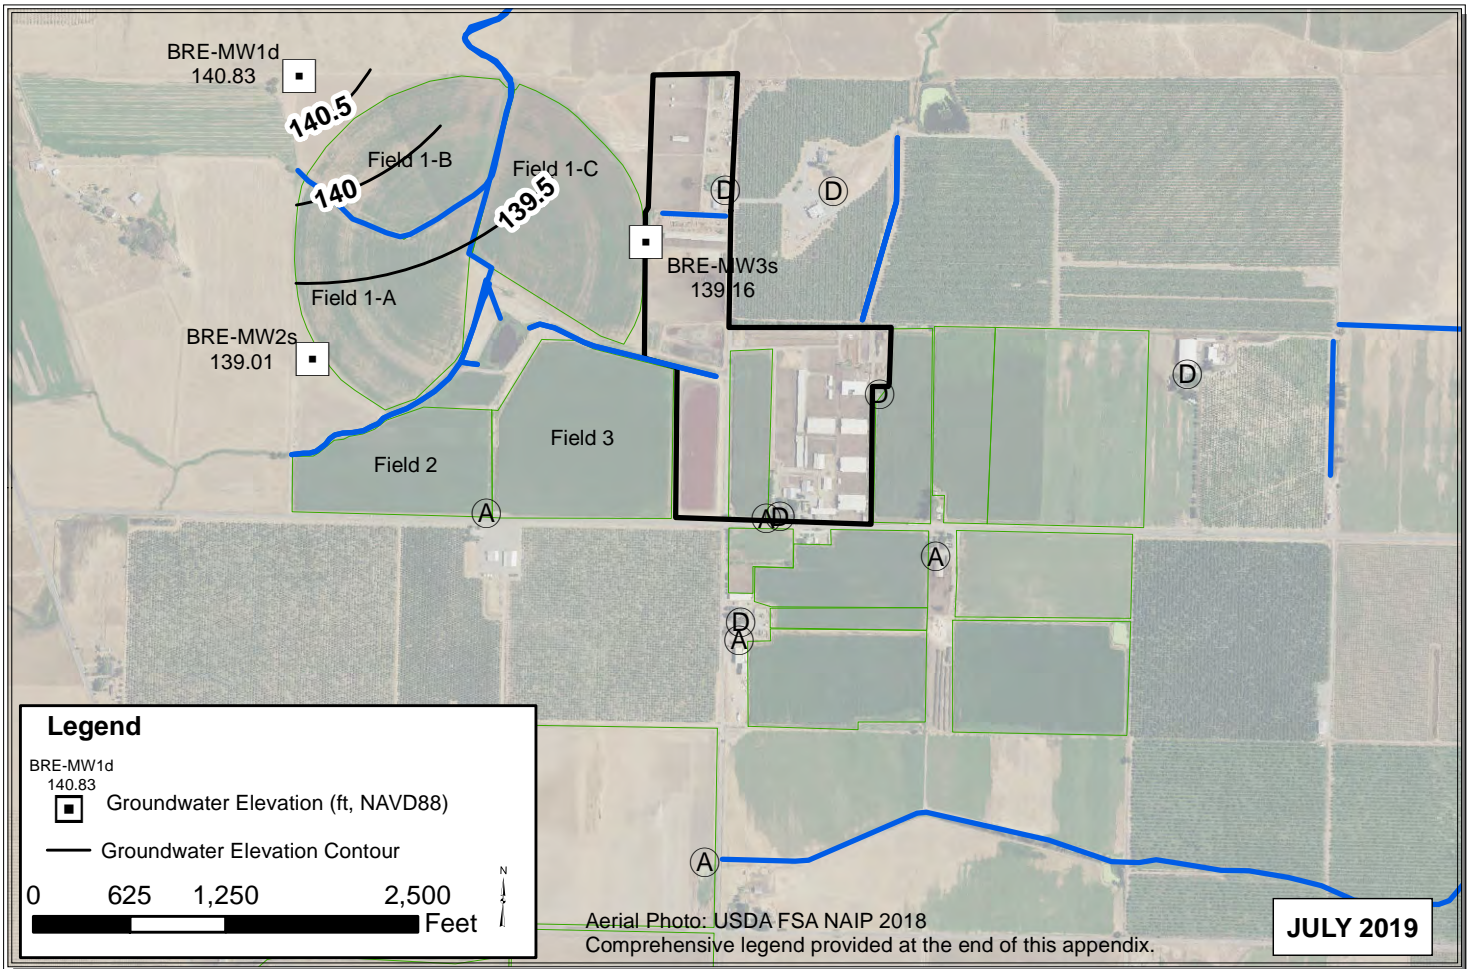 BRE-MW1d
140.83
140.5
Field 1-B
Field 1-C
140
139.5
D
D
BRE-MW3s
139.16
Field 1-A
BRE-MW2s
139.01
D
D
Field 3
Field 2
A
A
D
A
D
A
A
Legend
BRE-MW1d
140.83
Groundwater Elevation (ft, NAVD88)
Groundwater Elevation Contour
N
0 625 1,250 2,500
Feet
Aerial Photo: USDA FSA NAIP 2018
Comprehensive legend provided at the end of this appendix.
JULY 2019